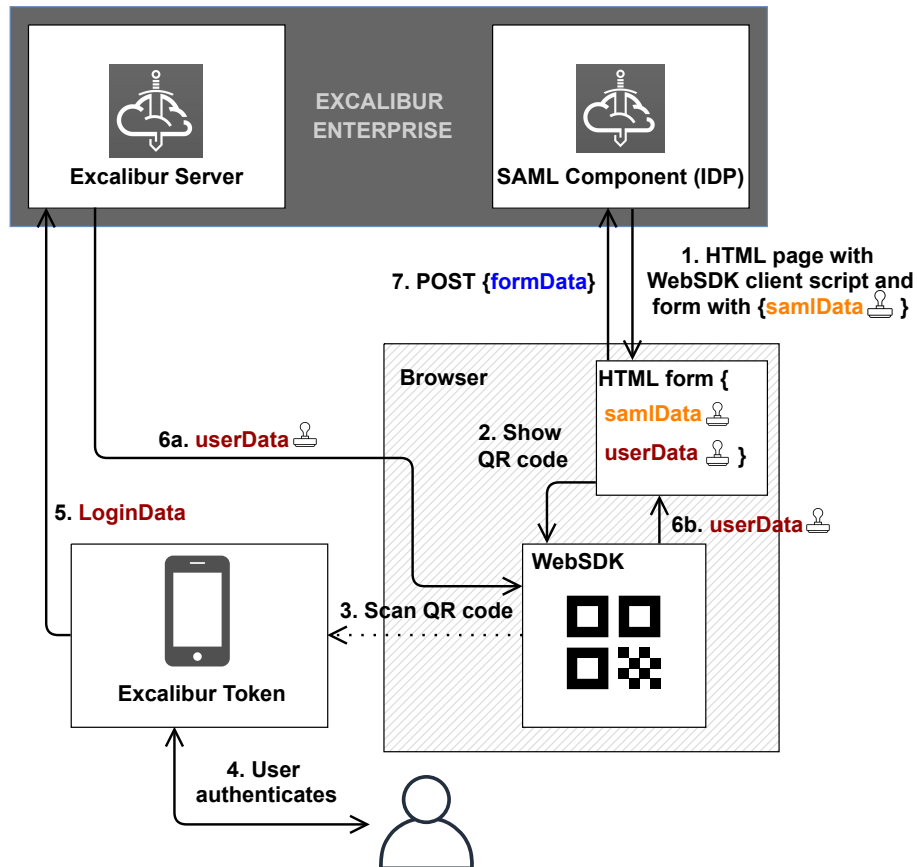 EXCALIBUR
ENTERPRISE
Excalibur Server
SAML Component (IDP)
1. HTML page with
WebSDK client script and
form with {samlData }
7. POST {formData}
Browser
HTML form {
samlData
userData }
2. Show
QR code
6a. userData
5. LoginData
6b. userData
WebSDK
3. Scan QR code
Excalibur Token
4. User
authenticates